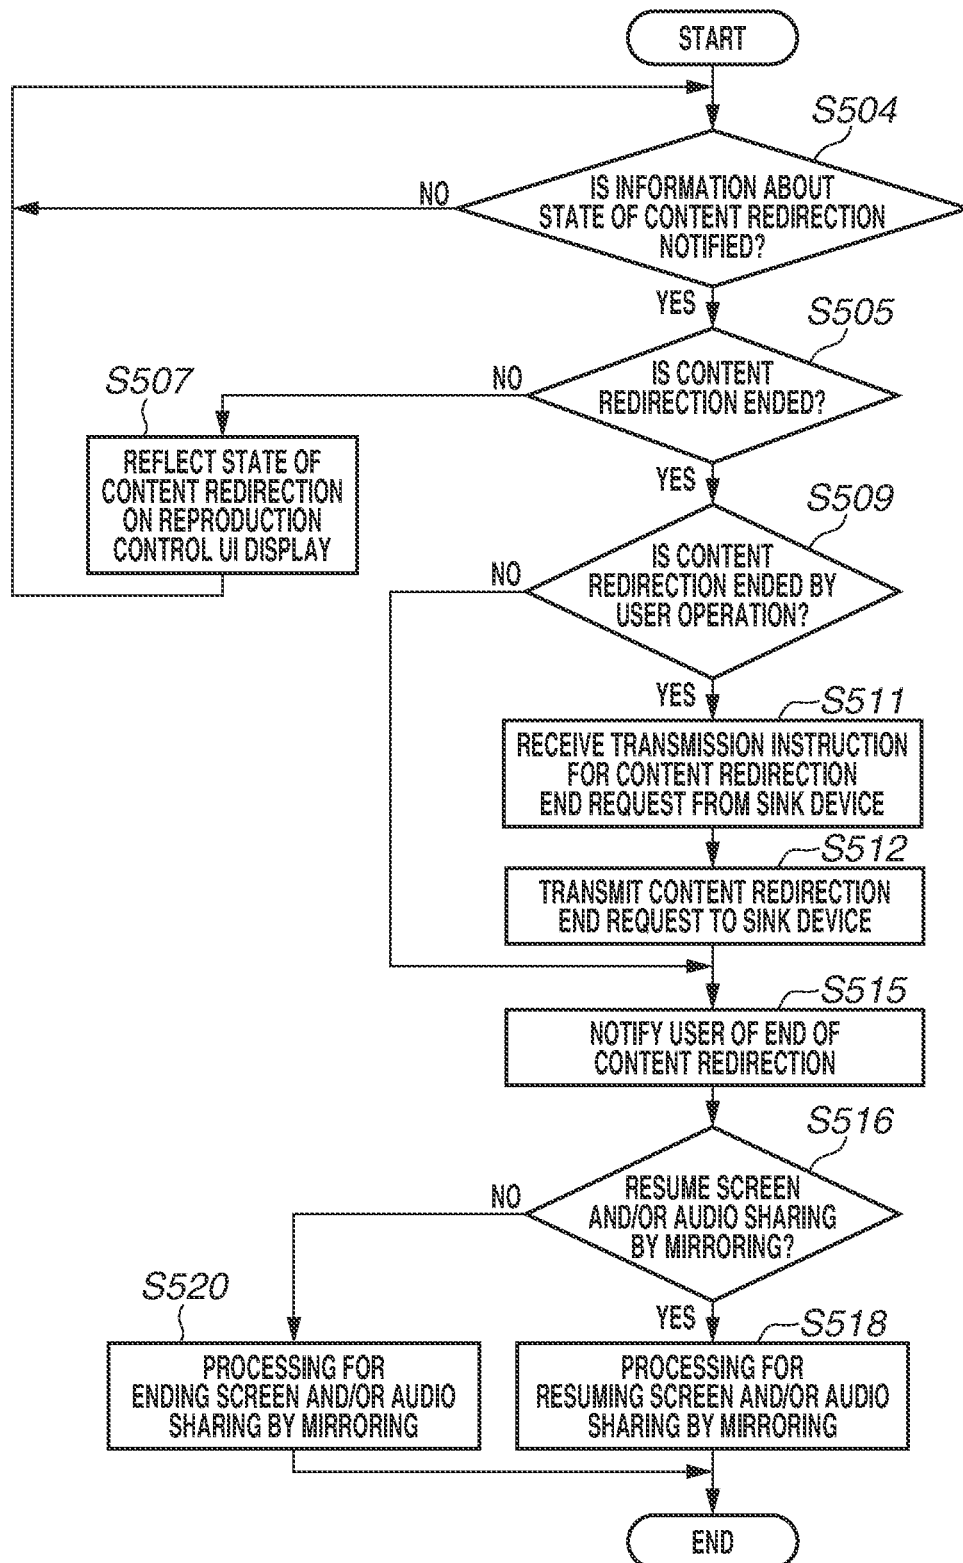 START
S504
IS INFORMATION ABOUT
STATE OF CONTENT REDIRECTION
NOTIFIED?
NO
YES
S505
IS CONTENT
REDIRECTION ENDED?
NO
YES
S507
REFLECT STATE OF
CONTENT REDIRECTION
ON REPRODUCTION
CONTROL UI DISPLAY
S509
IS CONTENT
REDIRECTION ENDED BY
USER OPERATION?
NO
YES
S511
RECEIVE TRANSMISSION INSTRUCTION
FOR CONTENT REDIRECTION
END REQUEST FROM SINK DEVICE
S512
TRANSMIT CONTENT REDIRECTION
END REQUEST TO SINK DEVICE
S515
NOTIFY USER OF END OF
CONTENT REDIRECTION
S516
RESUME SCREEN
AND/OR AUDIO SHARING
BY MIRRORING?
NO
YES
S520
PROCESSING FOR
ENDING SCREEN AND/OR AUDIO
SHARING BY MIRRORING
S518
PROCESSING FOR
RESUMING SCREEN AND/OR AUDIO
SHARING BY MIRRORING
END